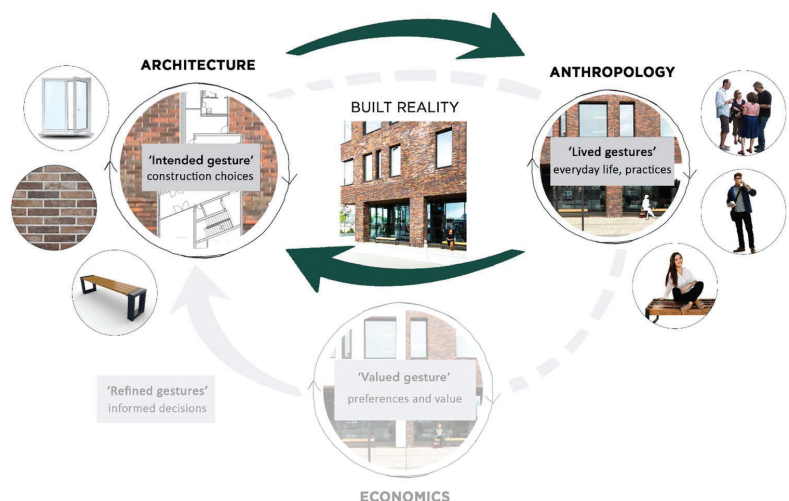 ARCHITECTURE
ANTHROPOLOGY
BUILT REALITY
'Intended gesture'
construction choices
'Lived gestures'
everyday life, practices
'Valued gesture'
preferences and value
'Refined gestures'
informed decisions
ECONOMICS